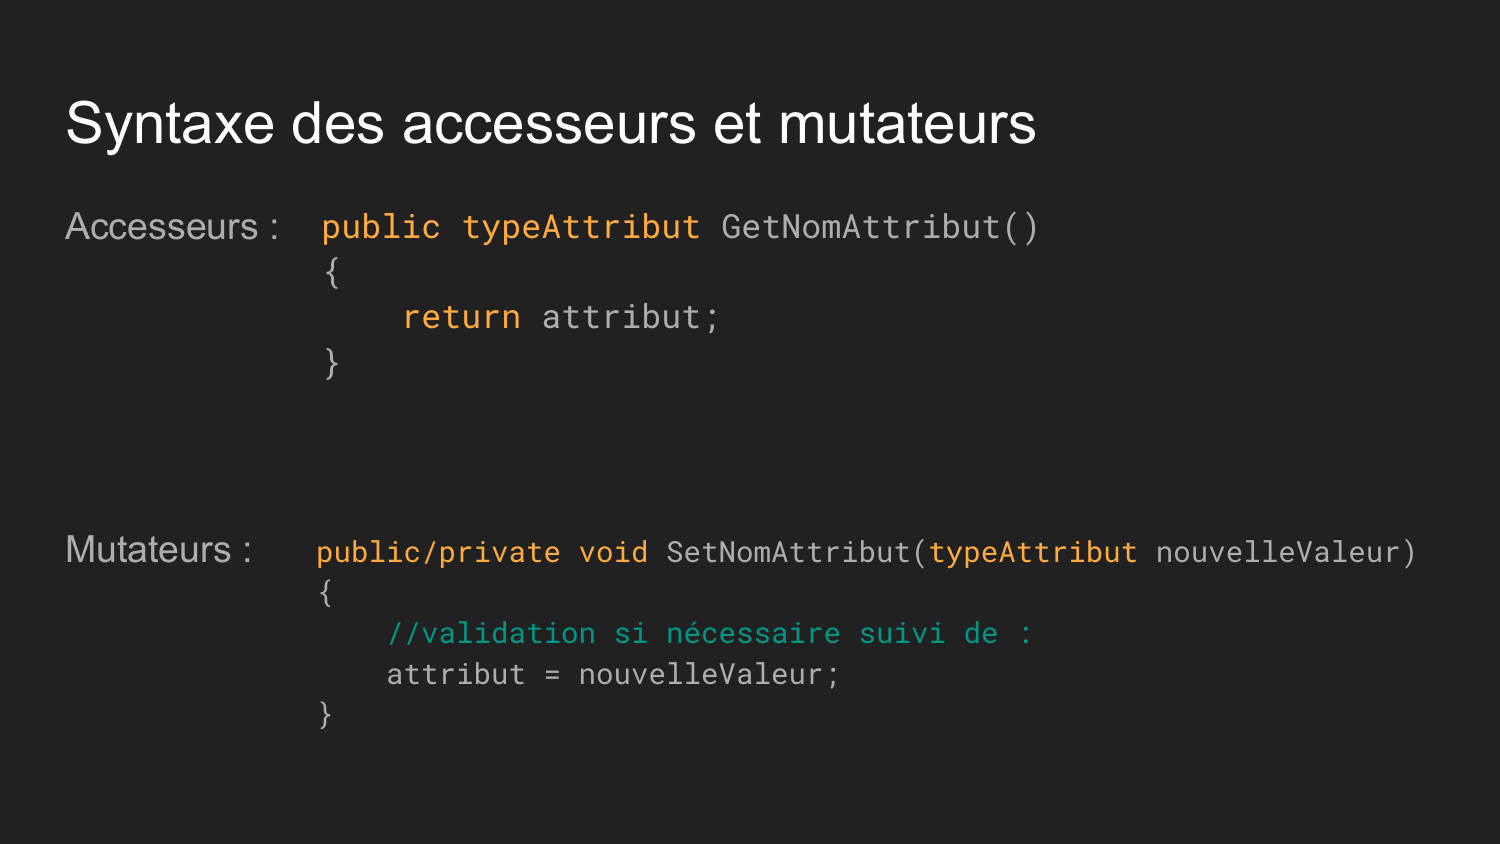 Syntaxe des accesseurs et mutateurs
Accesseurs : public typeAttribut GetNomAttribut()
{
return attribut;
}
Mutateurs : public/private void SetNomAttribut(typeAttribut nouvelleValeur)
{
//validation si nécessaire suivi de :
attribut = nouvelleValeur;
}